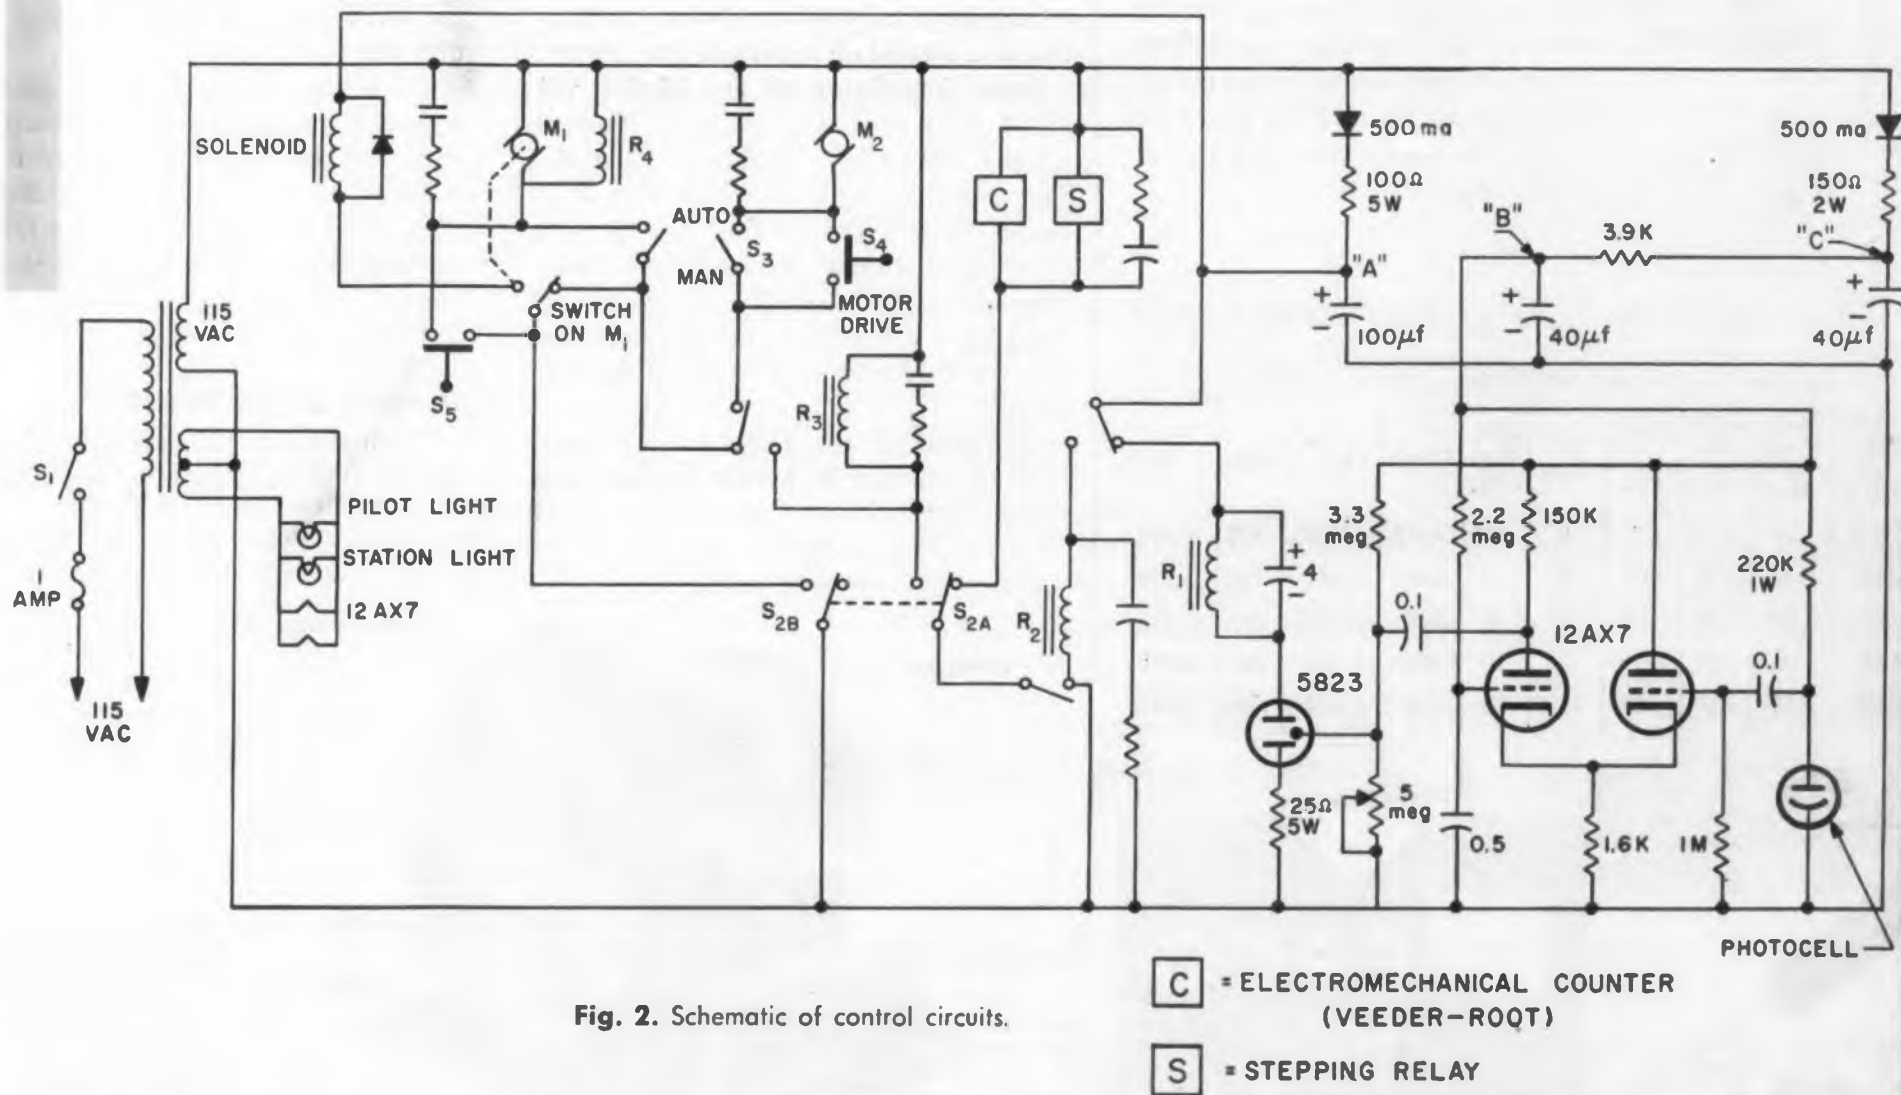 SOLENOID
M1
R4
M2
AUTO
S3
MAN
S4
MOTOR
DRIVE
SWITCH
ON M1
S5
115
VAC
S1
1
AMP
115
VAC
PILOT LIGHT
STATION LIGHT
12AX7
R3
C
S
S2B
S2A
R2
R1
+
4
−
500 ma
100Ω
5W
"A"
+
−
100µf
"B"
3.9K
+
−
40µf
500 ma
150Ω
2W
"C"
+
−
40µf
3.3
meg
2.2
meg
150K
220K
1W
0.1
12AX7
0.1
5823
25Ω
5W
5
meg
0.5
1.6K
1M
PHOTOCELL
Fig. 2. Schematic of control circuits.
C = ELECTROMECHANICAL COUNTER
(VEEDER-ROOT)
S = STEPPING RELAY